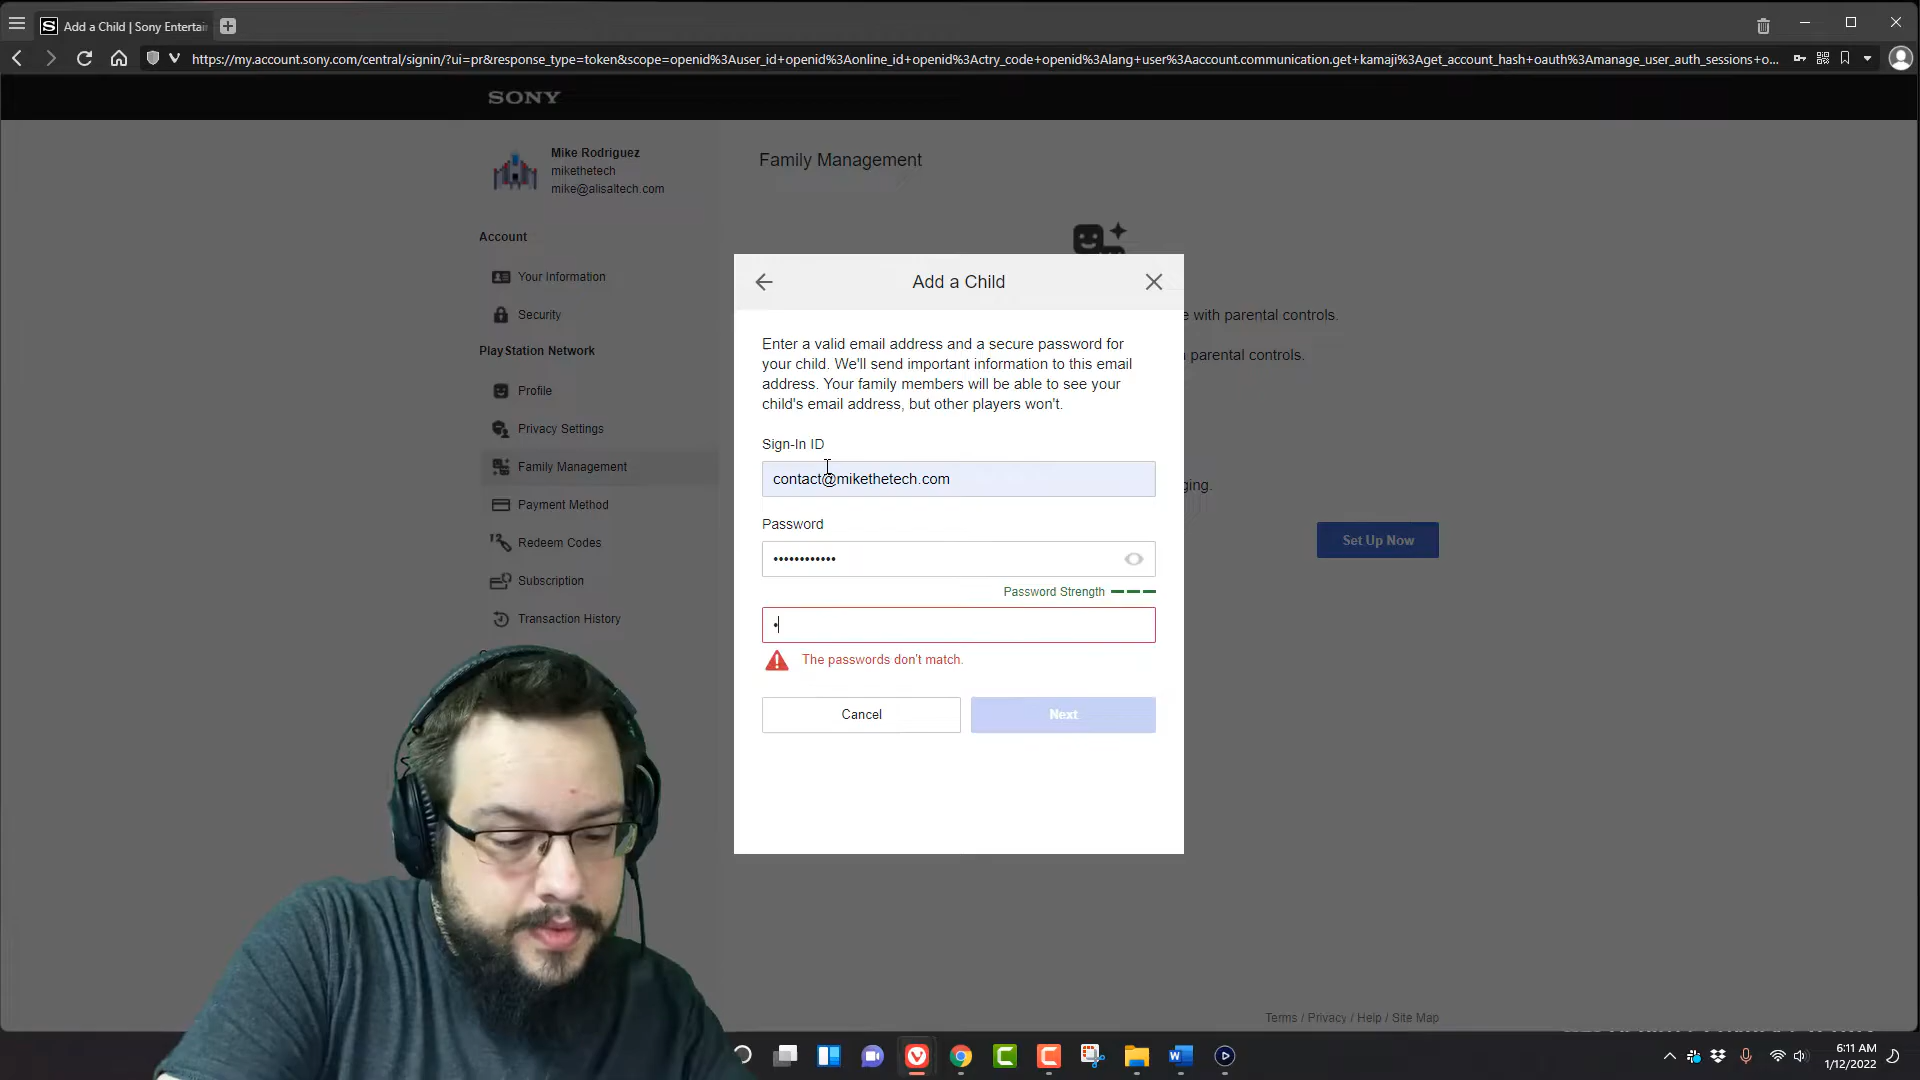 Add a Child | Sony Entertai
https://my.account.sony.com/central/signin/?ui=pr&response_type=token&scope=openid%3Auser_id+openid%3Aonline_id+openid%3Actry_code+openid%3Alang+user%3Aaccount.communication.get+kamaji%3Aget_account_hash+oauth%3Amanage_user_auth_sessions+o...
SONY
Mike Rodriguez
mikethetech
mike@alisaltech.com
Account
Your Information
Security
PlayStation Network
Profile
Privacy Settings
Family Management
Payment Method
Redeem Codes
Subscription
Transaction History
Family Management
e with parental controls.
parental controls.
ging.
Set Up Now
Add a Child
Enter a valid email address and a secure password for
your child. We'll send important information to this email
address. Your family members will be able to see your
child's email address, but other players won't.
Sign-In ID
contact@mikethetech.com
Password
••••••••••••
Password Strength
•
The passwords don't match.
Cancel
Next
Terms / Privacy / Help / Site Map
6:11 AM
1/12/2022